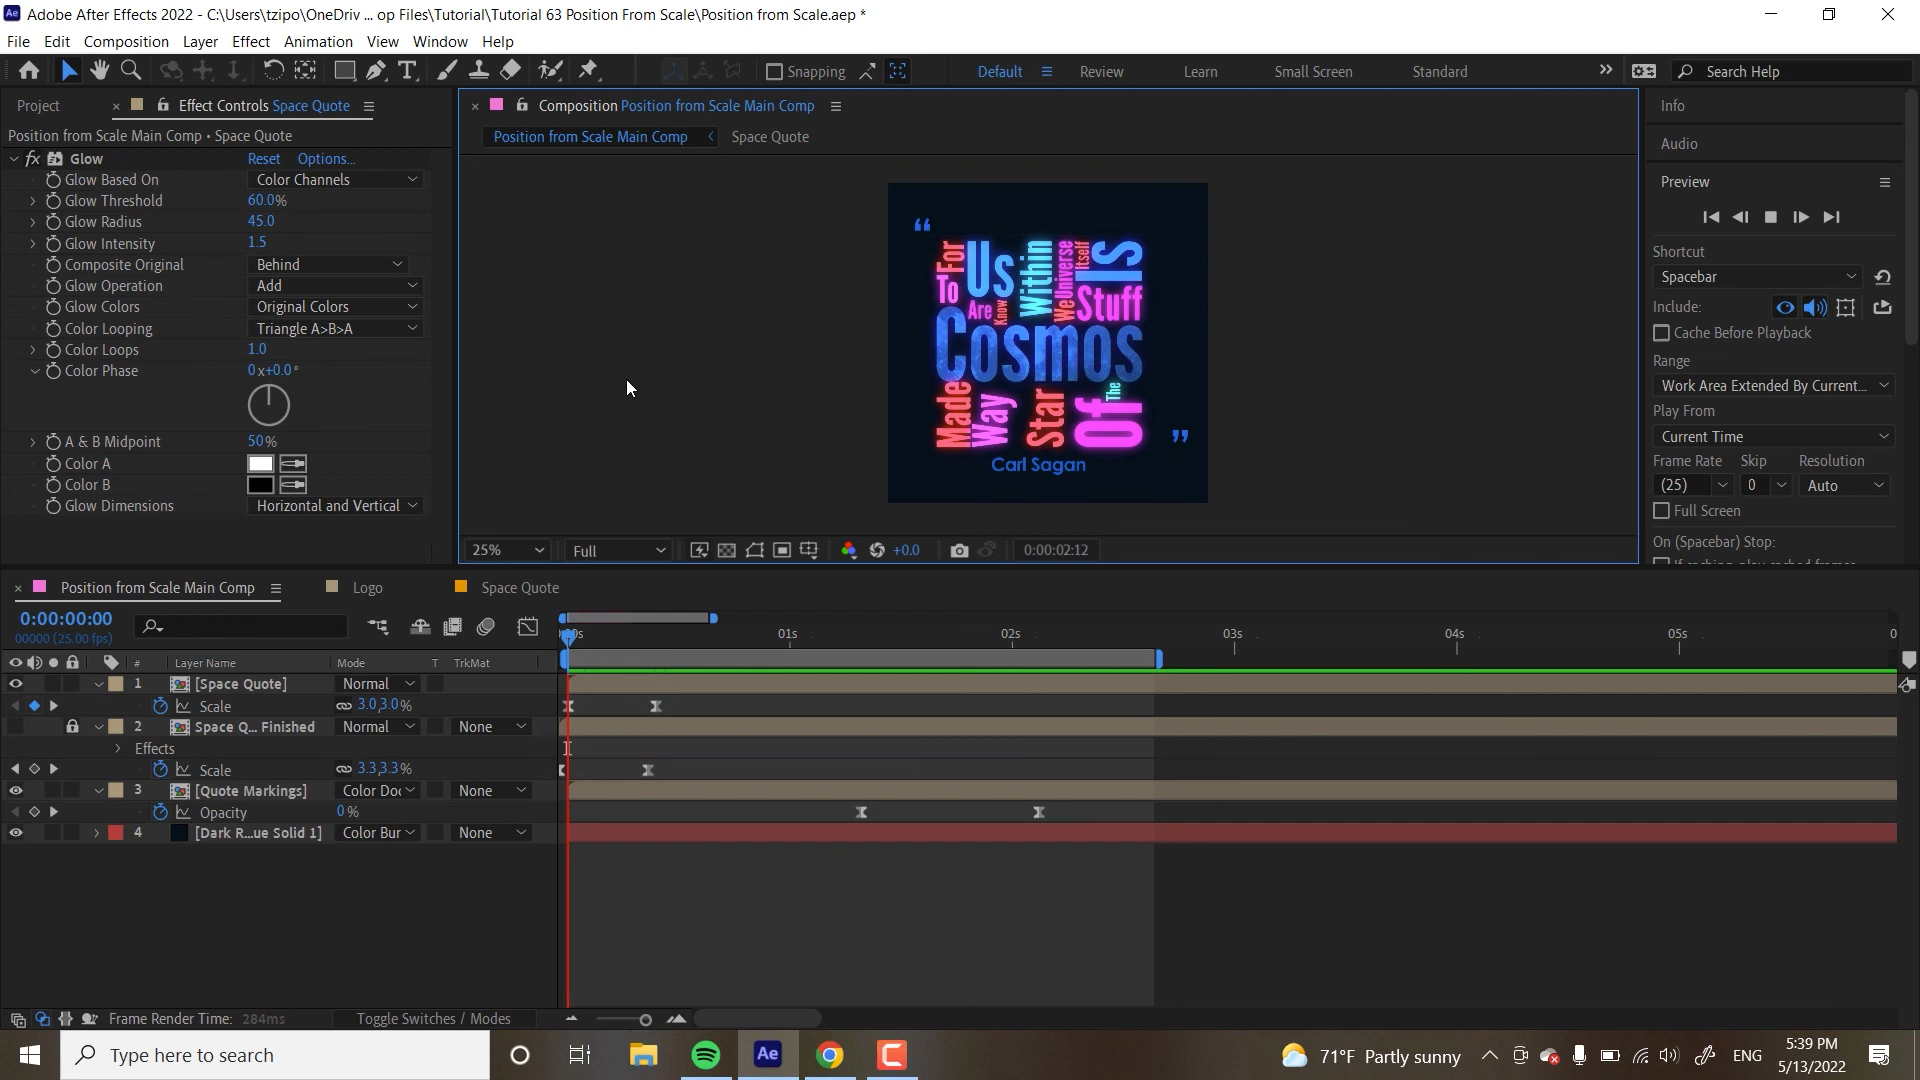 Ae Adobe After Effects 2022 - C:\Users\tzipo\OneDriv ... op Files\Tutorial\Tutorial 63 Position From Scale\Position from Scale.aep *
File Edit Composition Layer Effect Animation View Window Help
Snapping Default Review Learn Small Screen Standard Search Help
Project Effect Controls Space Quote
Position from Scale Main Comp • Space Quote
fx Glow Reset Options...
Glow Based On Color Channels
Glow Threshold 60.0%
Glow Radius 45.0
Glow Intensity 1.5
Composite Original Behind
Glow Operation Add
Glow Colors Original Colors
Color Looping Triangle A>B>A
Color Loops 1.0
Color Phase 0x+0.0°
A & B Midpoint 50%
Color A
Color B
Glow Dimensions Horizontal and Vertical
Composition Position from Scale Main Comp
Position from Scale Main Comp Space Quote
“
For
To
Us
Are
Know
Within
We
Universe
Itself
IS
Stuff
Cosmos
Made
Way
Star
Of
The
”
Carl Sagan
25% Full +0.0 0:00:02:12
Info
Audio
Preview
Shortcut
Spacebar
Include:
Cache Before Playback
Range
Work Area Extended By Current...
Play From
Current Time
Frame Rate Skip Resolution
(25) 0 Auto
Full Screen
On (Spacebar) Stop:
Position from Scale Main Comp Logo Space Quote
0:00:00:00
00000 (25.00 fps)
01s 02s 03s 04s 05s
# Layer Name Mode T TrkMat
1 [Space Quote] Normal
Scale 3.0,3.0%
2 Space Q... Finished Normal None
Effects
Scale 3.3,3.3%
3 [Quote Markings] Color Do None
Opacity 0%
4 [Dark R...ue Solid 1] Color Bur None
Frame Render Time: 284ms Toggle Switches / Modes
Type here to search Ae 71°F Partly sunny ENG 5:39 PM
5/13/2022